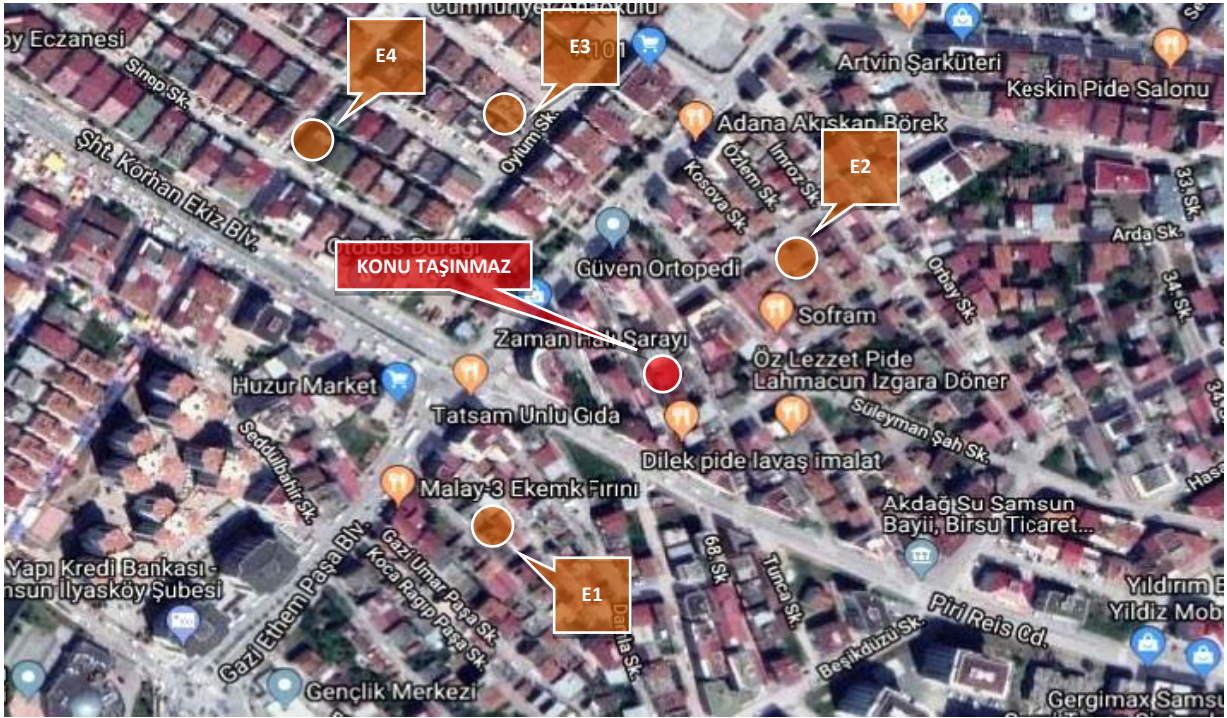 Cumhuriyet Anaokulu
öy Eczanesi
E4
E3
101
Artvin Şarküteri
Keskin Pide Salonu
Sinop Sk.
Oylum Sk.
Adana Akışkan Börek
Şht. Korhan Ekiz Blv.
Özlem Sk.
İmroz Sk.
Kosova Sk.
E2
33. Sk.
Arda Sk.
Otobüs Durağı
KONU TAŞINMAZ
Güven Ortopedi
Orbay Sk.
34. Sk.
Sofram
Zaman Halı Sarayı
Huzur Market
Öz Lezzet Pide
Lahmacun Izgara Döner
Tatsam Unlu Gıda
Süleyman Şah Sk.
Seddülbahir Sk.
Dilek pide lavaş imalat
Malay-3 Ekemk Fırını
Akdağ Su Samsun
Bayii, Birsu Ticaret...
Gazi Umar Paşa Sk.
Koca Ragıp Paşa Sk.
Gazi Ethem Paşa Blv.
68. Sk
Tunca Sk.
Yapı Kredi Bankası -
msun İlyasköy Şubesi
E1
Piri Reis Cd.
Beşikdüzü Sk.
Gençlik Merkezi
Gergimax Samsu